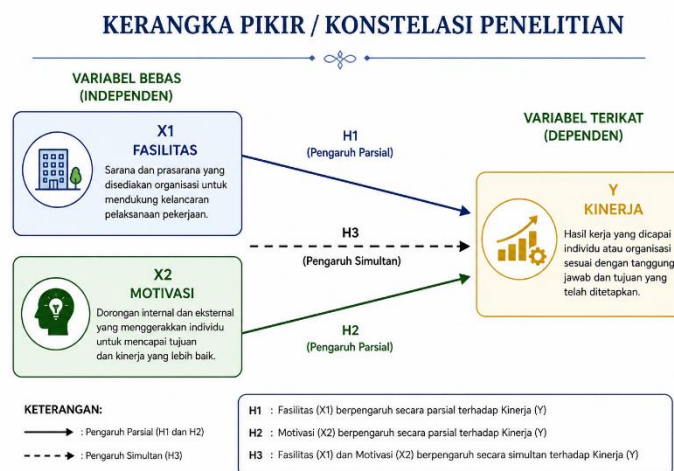 KERANGKA PIKIR / KONSTELASI PENELITIAN
VARIABEL BEBAS
(INDEPENDEN)
X1
FASILITAS
Sarana dan prasarana yang
disediakan organisasi untuk
mendukung kelancaran
pelaksanaan pekerjaan.
H1
(Pengaruh Parsial)
VARIABEL TERIKAT
(DEPENDEN)
Y
KINERJA
Hasil kerja yang dicapai
individu atau organisasi
sesuai dengan tanggung
jawab dan tujuan yang
telah ditetapkan.
H3
(Pengaruh Simultan)
X2
MOTIVASI
Dorongan internal dan eksternal
yang menggerakkan individu
untuk mencapai tujuan
dan kinerja yang lebih baik.
H2
(Pengaruh Parsial)
KETERANGAN:
: Pengaruh Parsial (H1 dan H2)
: Pengaruh Simultan (H3)
H1 : Fasilitas (X1) berpengaruh secara parsial terhadap Kinerja (Y)
H2 : Motivasi (X2) berpengaruh secara parsial terhadap Kinerja (Y)
H3 : Fasilitas (X1) dan Motivasi (X2) berpengaruh secara simultan terhadap Kinerja (Y)